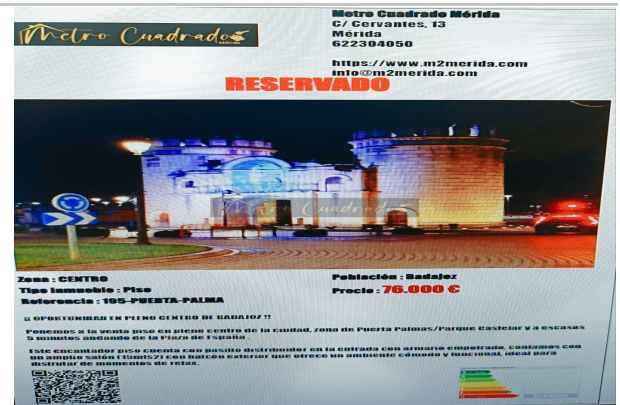 Metro Cuadrado
Metro Cuadrado Mérida
C/ Cervantes, 13
Mérida
622304050
https://www.m2merida.com
info@m2merida.com
RESERVADO
Metro Cuadrado
Zona : CENTRO
Tipo Inmueble : Piso
Referencia : 195-PUERTA-PALMA
Población : Badajoz
Precio : 76.000 €
¡¡ OPORTUNIDAD EN PLENO CENTRO DE BADAJOZ !!
Ponemos a la venta piso en pleno centro de la ciudad, zona de Puerta Palmas/Parque Castelar y a escasos
5 minutos andando de la Plaza de España .
Este encantador piso cuenta con pasillo distribuidor en la entrada con armario empotrado, contamos con
un amplio salón (15mts2) con balcón exterior que ofrece un ambiente cómodo y funcional, ideal para
disfrutar de momentos de relax.